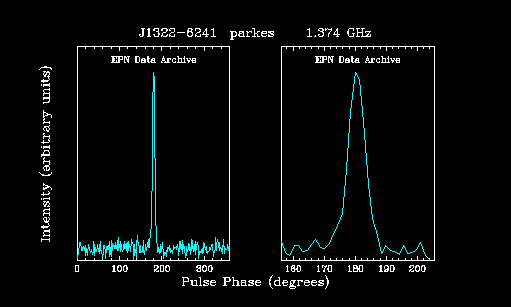 J1322-6241 parkes 1.374 GHz
EPN Data Archive EPN Data Archive
Intensity (arbitrary units)
0 100 200 300 160 170 180 190 200
Pulse Phase (degrees)